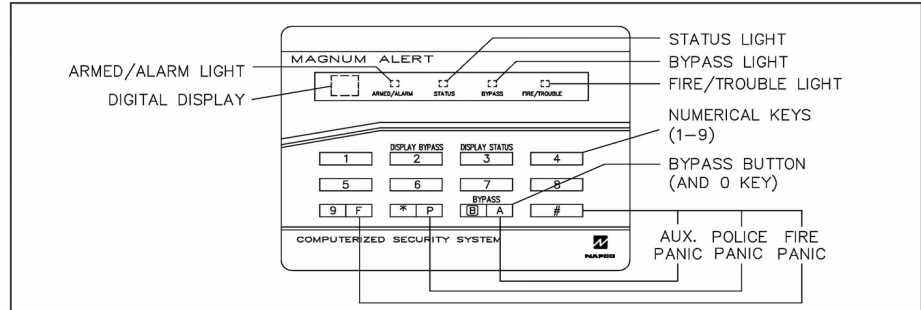 STATUS LIGHT
MAGNUM ALERT
BYPASS LIGHT
ARMED/ALARM LIGHT
FIRE/TROUBLE LIGHT
DIGITAL DISPLAY
ARMED/ALARM STATUS BYPASS FIRE/TROUBLE
NUMERICAL KEYS
(1-9)
DISPLAY BYPASS DISPLAY STATUS
1 2 3 4
BYPASS BUTTON
(AND 0 KEY)
5 6 7 8
BYPASS
9 F * P B A #
COMPUTERIZED SECURITY SYSTEM
NAPCO
AUX. PANIC
POLICE PANIC
FIRE PANIC